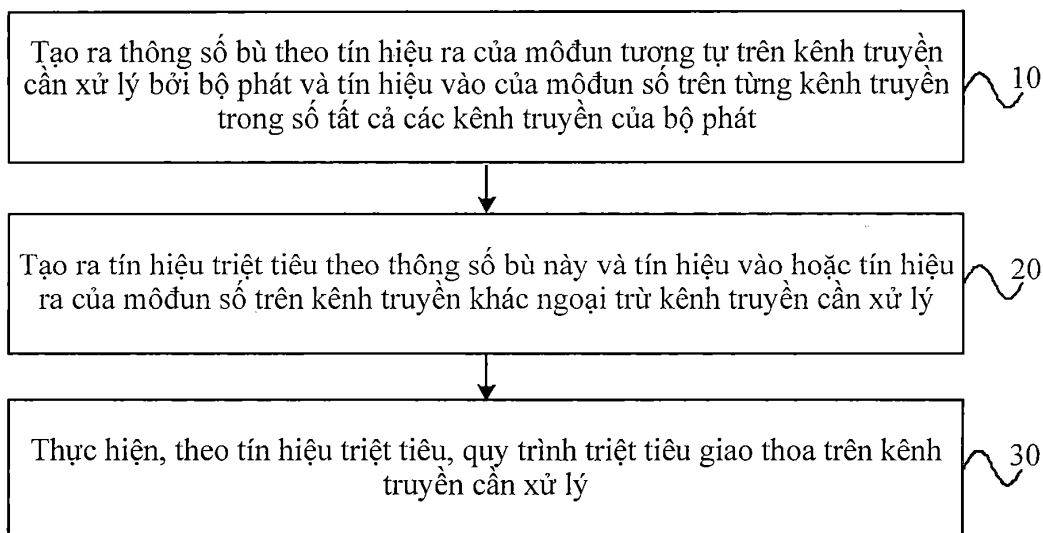 Tạo ra thông số bù theo tín hiệu ra của môđun tương tự trên kênh truyền
cần xử lý bởi bộ phát và tín hiệu vào của môđun số trên từng kênh truyền
trong số tất cả các kênh truyền của bộ phát
10
Tạo ra tín hiệu triệt tiêu theo thông số bù này và tín hiệu vào hoặc tín hiệu
ra của môđun số trên kênh truyền khác ngoại trừ kênh truyền cần xử lý
20
Thực hiện, theo tín hiệu triệt tiêu, quy trình triệt tiêu giao thoa trên kênh
truyền cần xử lý
30